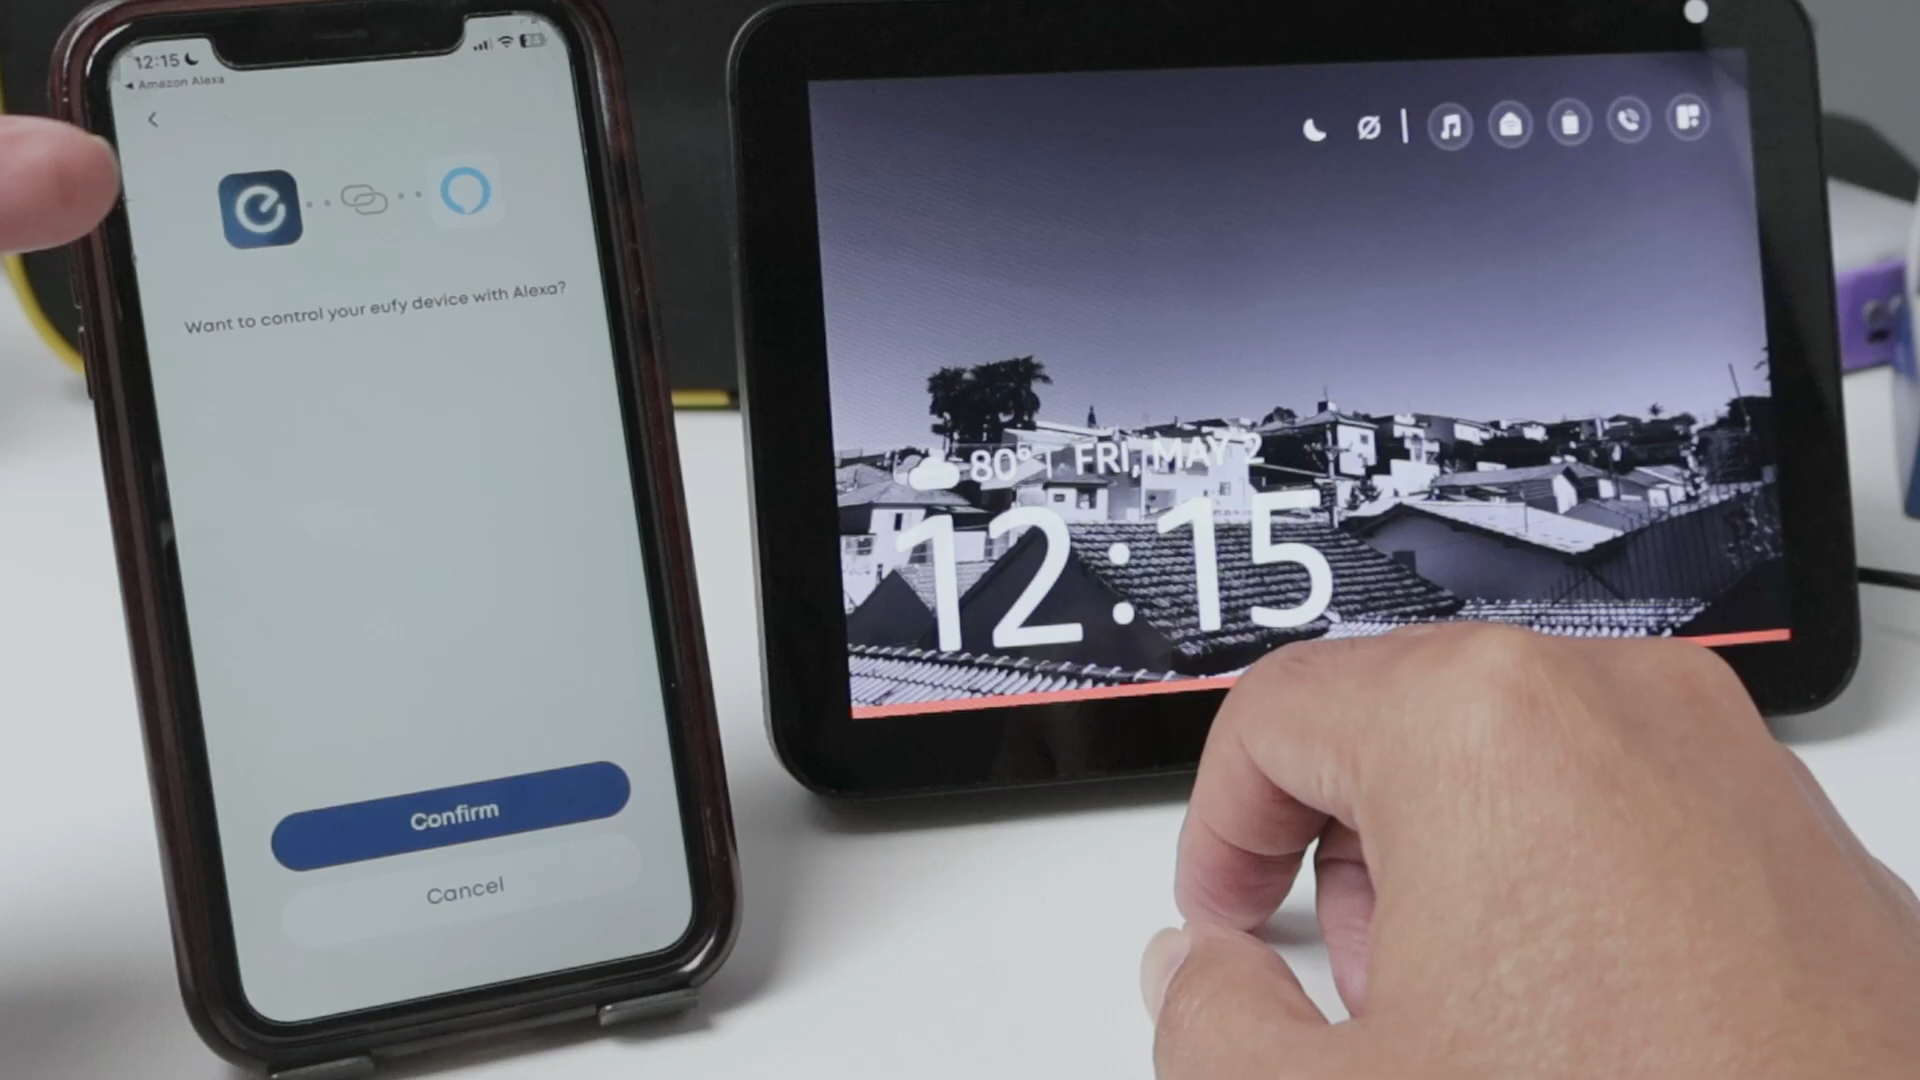 12:15
Amazon Alexa
Want to control your eufy device with Alexa?
Confirm
Cancel
80° | FRI, MAY 2
12:15